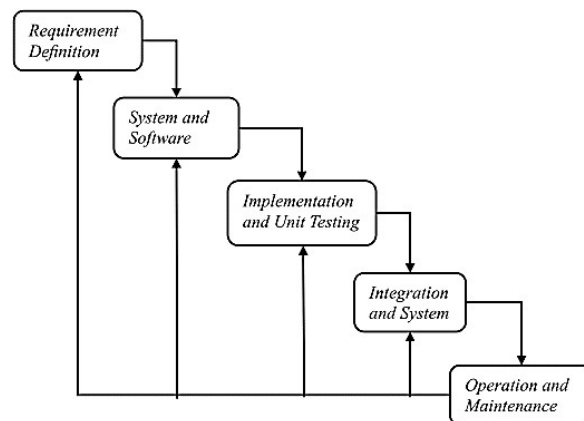 Requirement
Definition
System and
Software
Implementation
and Unit Testing
Integration
and System
Operation and
Maintenance